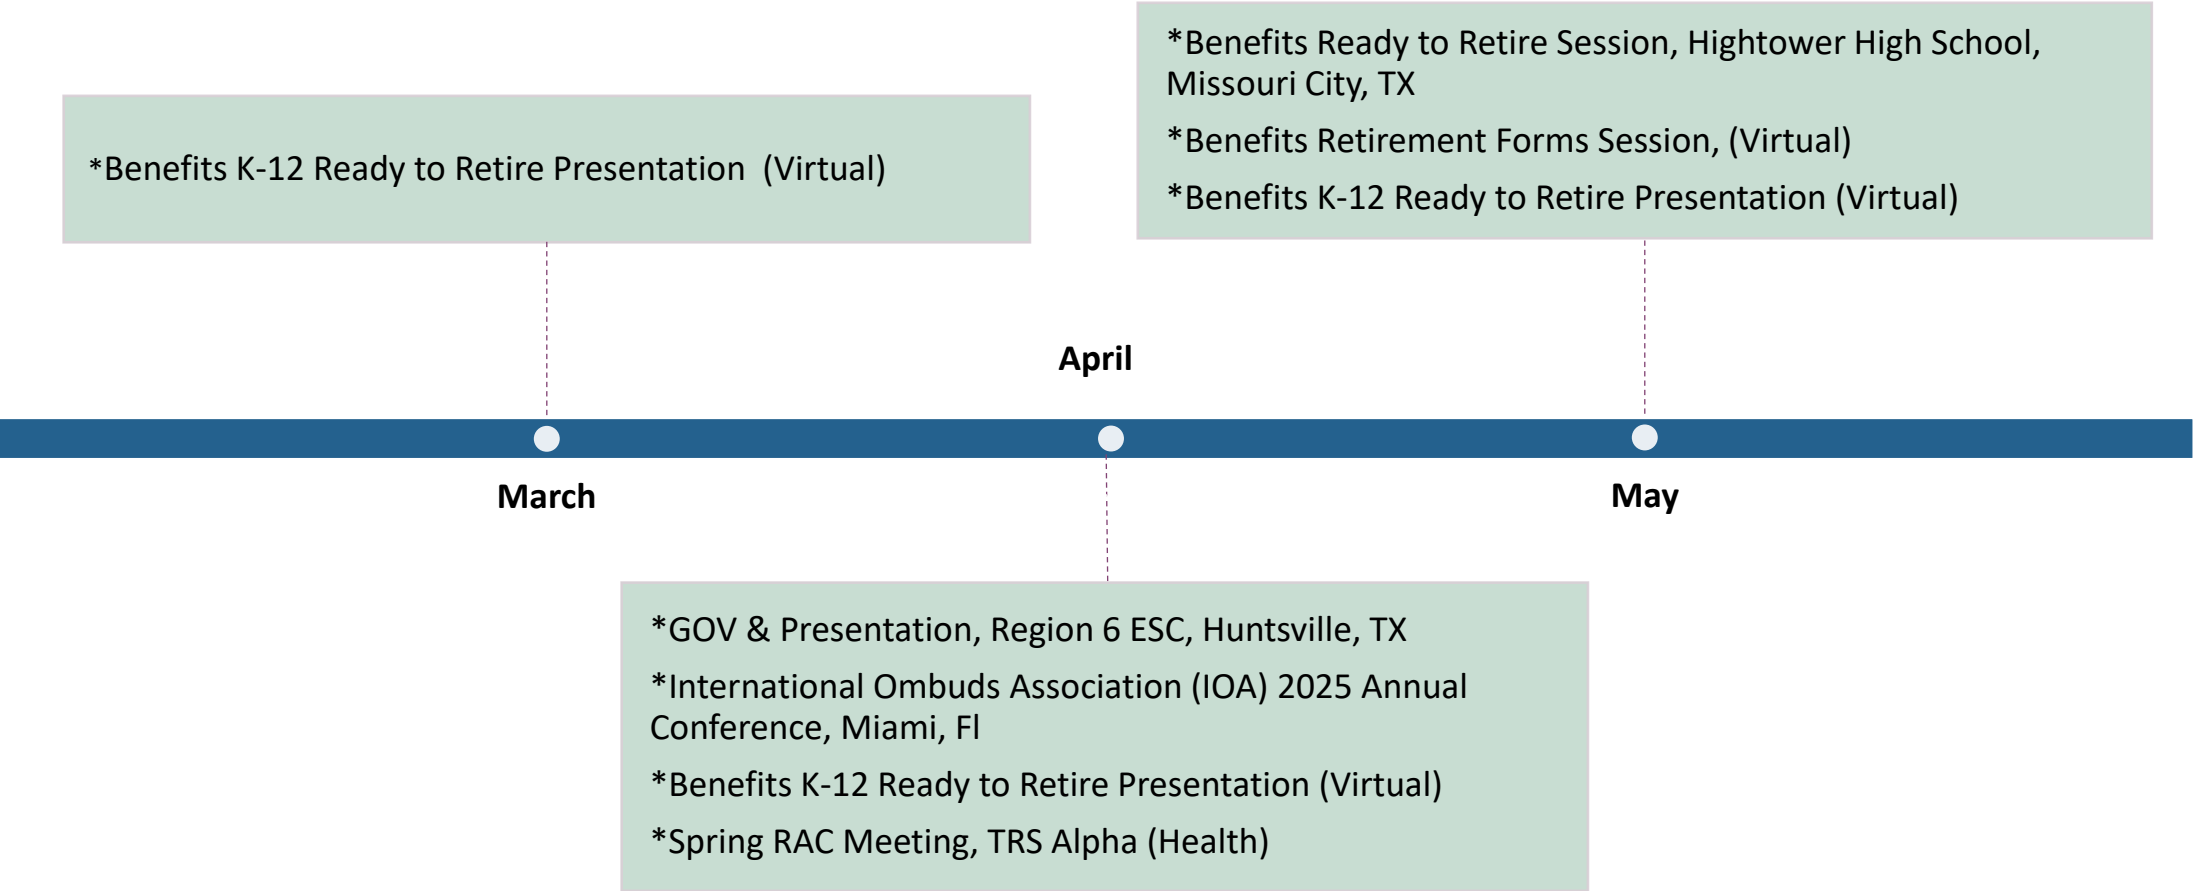 *Benefits K-12 Ready to Retire Presentation  (Virtual)
*Benefits Ready to Retire Session, Hightower High School,
Missouri City, TX
*Benefits Retirement Forms Session, (Virtual)
*Benefits K-12 Ready to Retire Presentation (Virtual)
April
March
May
*GOV & Presentation, Region 6 ESC, Huntsville, TX
*International Ombuds Association (IOA) 2025 Annual
Conference, Miami, Fl
*Benefits K-12 Ready to Retire Presentation (Virtual)
*Spring RAC Meeting, TRS Alpha (Health)